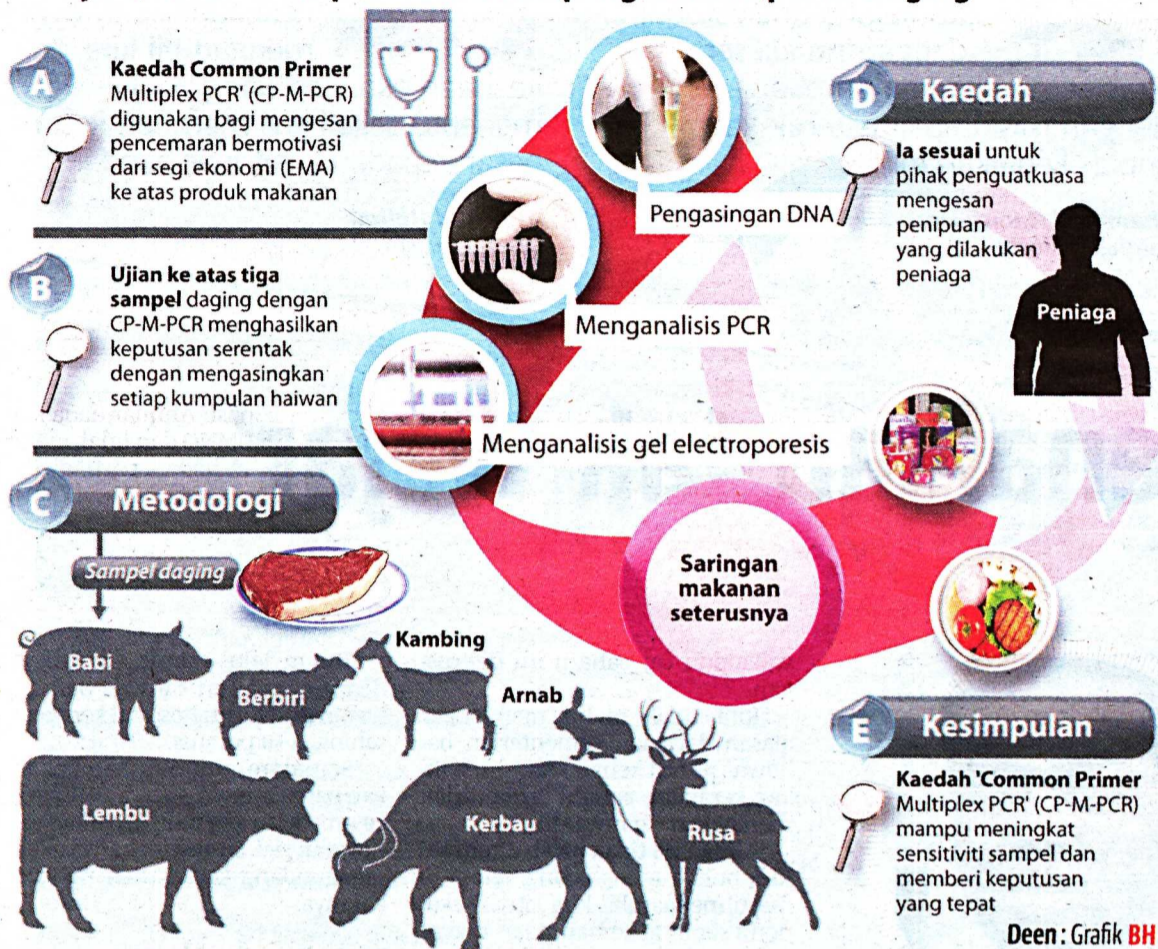 A
Kaedah Common Primer
Multiplex PCR' (CP-M-PCR)
digunakan bagi mengesan
pencemaran bermotivasi
dari segi ekonomi (EMA)
ke atas produk makanan
B
Ujian ke atas tiga
sampel daging dengan
CP-M-PCR menghasilkan
keputusan serentak
dengan mengasingkan
setiap kumpulan haiwan
C
Metodologi
Sampel daging
Babi
Berbiri
Kambing
Arnab
Lembu
Kerbau
Rusa
Pengasingan DNA
Menganalisis PCR
Menganalisis gel electroporesis
Saringan
makanan
seterusnya
D
Kaedah
Ia sesuai untuk
pihak penguatkuasa
mengesan
penipuan
yang dilakukan
peniaga
Peniaga
E
Kesimpulan
Kaedah 'Common Primer
Multiplex PCR' (CP-M-PCR)
mampu meningkat
sensitiviti sampel dan
memberi keputusan
yang tepat
Deen : Grafik BH